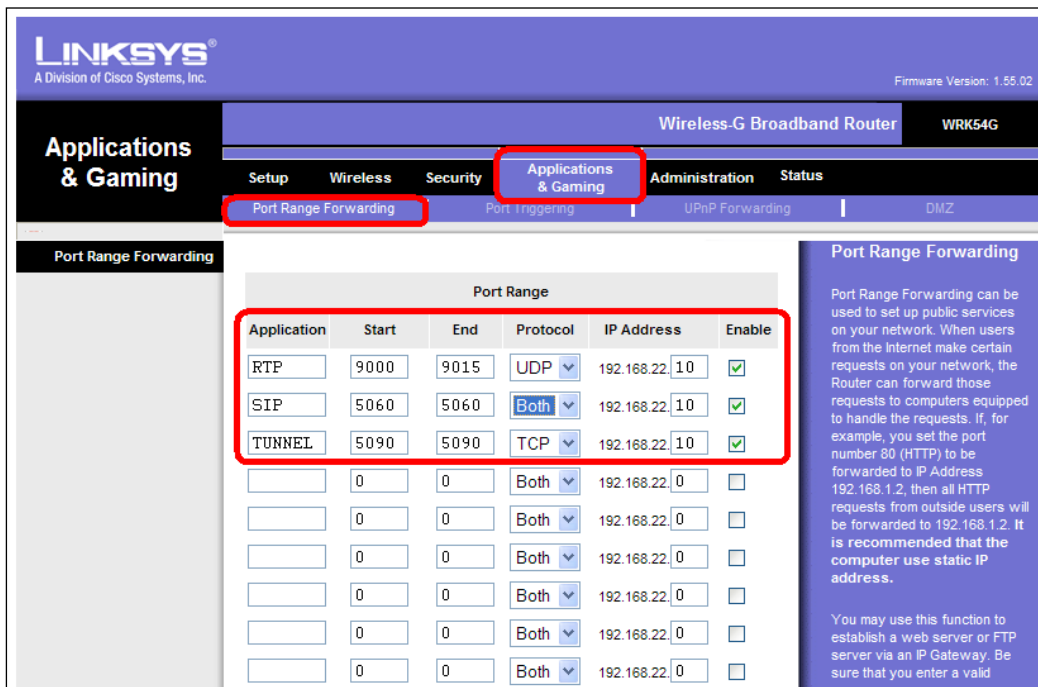 LINKSYS®
A Division of Cisco Systems, Inc.
Firmware Version: 1.55.02
Applications
& Gaming
Wireless-G Broadband Router WRK54G
Setup Wireless Security Applications & Gaming Administration Status
Port Range Forwarding Port Triggering UPnP Forwarding DMZ
Port Range Forwarding
Port Range
Application Start End Protocol IP Address Enable
RTP 9000 9015 UDP 192.168.22. 10
SIP 5060 5060 Both 192.168.22. 10
TUNNEL 5090 5090 TCP 192.168.22. 10
0 0 Both 192.168.22. 0
0 0 Both 192.168.22. 0
0 0 Both 192.168.22. 0
0 0 Both 192.168.22. 0
0 0 Both 192.168.22. 0
0 0 Both 192.168.22. 0
Port Range Forwarding
Port Range Forwarding can be
used to set up public services
on your network. When users
from the Internet make certain
requests on your network, the
Router can forward those
requests to computers equipped
to handle the requests. If, for
example, you set the port
number 80 (HTTP) to be
forwarded to IP Address
192.168.1.2, then all HTTP
requests from outside users will
be forwarded to 192.168.1.2. It
is recommended that the
computer use static IP
address.
You may use this function to
establish a web server or FTP
server via an IP Gateway. Be
sure that you enter a valid